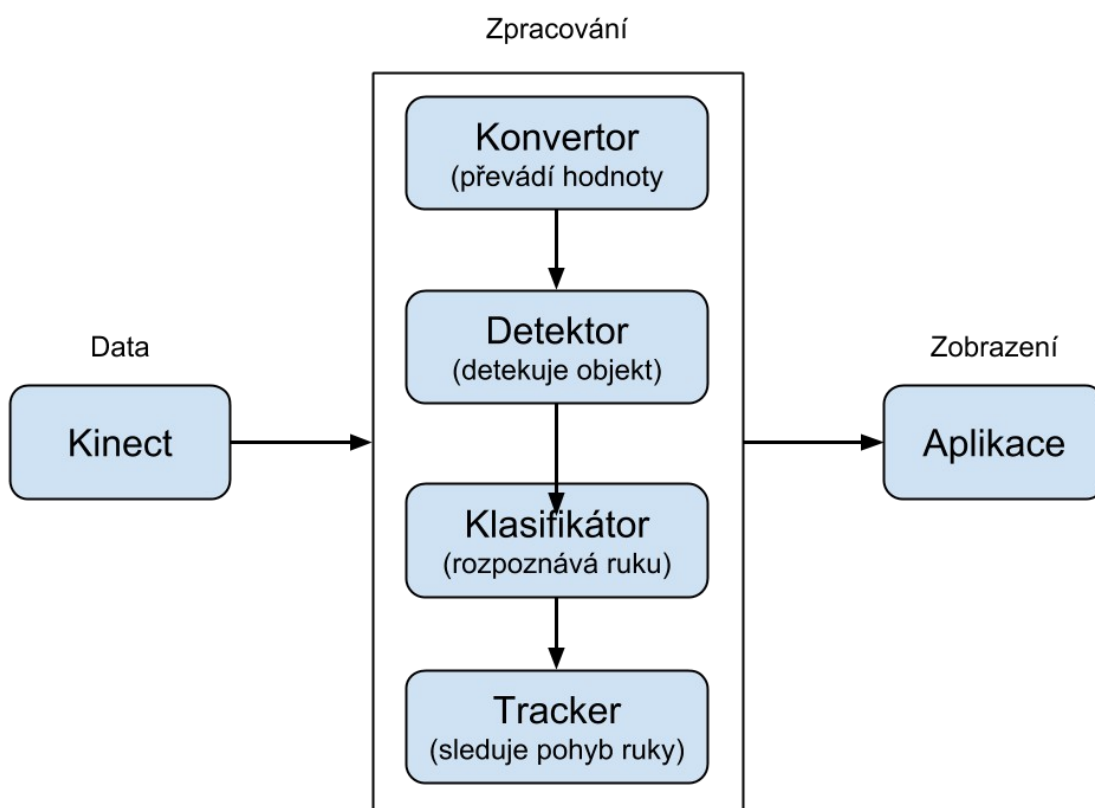 Zpracování
Konvertor
(převádí hodnoty
Detektor
(detekuje objekt)
Data
Kinect
Zobrazení
Aplikace
Klasifikátor
(rozpoznává ruku)
Tracker
(sleduje pohyb ruky)